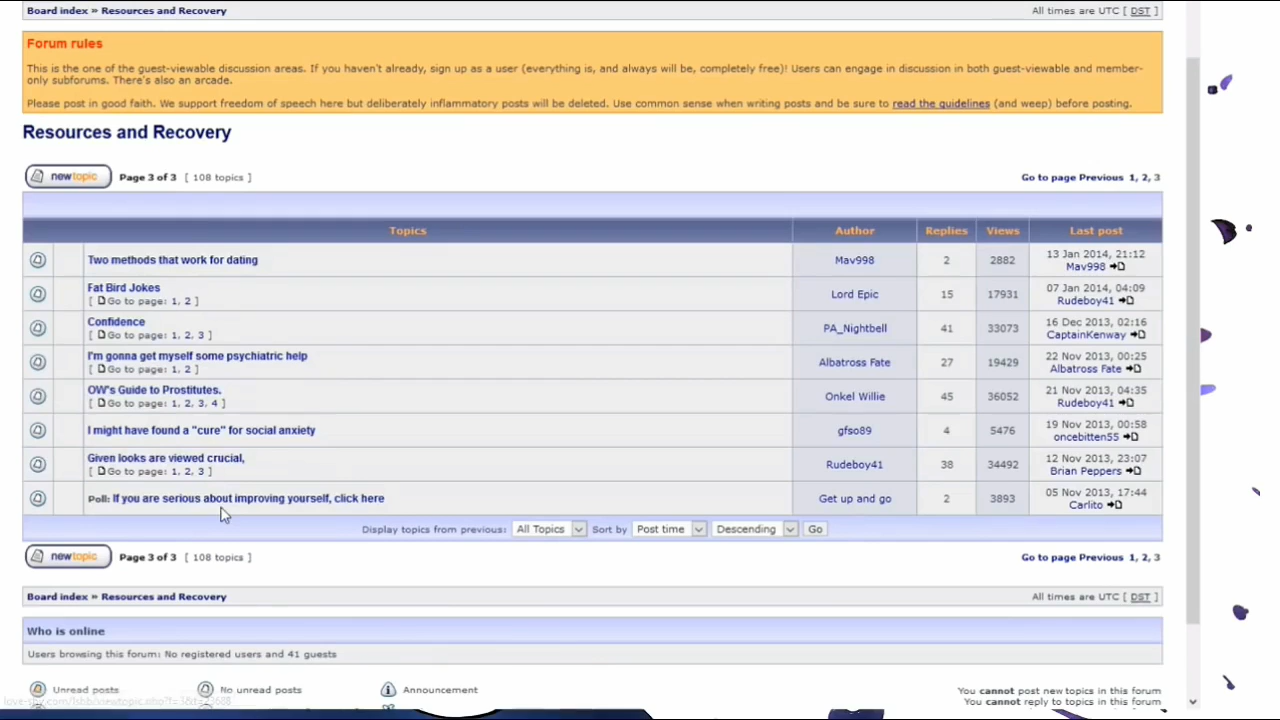 Board index » Resources and Recovery All times are UTC [ DST ]
Forum rules
This is the one of the guest-viewable discussion areas. If you haven't already, sign up as a user (everything is, and always will be, completely free)! Users can engage in discussion in both guest-viewable and member-
only subforums. There's also an arcade.
Please post in good faith. We support freedom of speech here but deliberately inflammatory posts will be deleted. Use common sense when writing posts and be sure to read the guidelines (and weep) before posting.
Resources and Recovery
newtopic Page 3 of 3 [ 108 topics ] Go to page Previous 1, 2, 3
Topics Author Replies Views Last post
Two methods that work for dating Mav998 2 2882 13 Jan 2014, 21:12
Mav998
Fat Bird Jokes Lord Epic 15 17931 07 Jan 2014, 04:09
[ Go to page: 1, 2 ] Rudeboy41
Confidence PA_Nightbell 41 33073 16 Dec 2013, 02:16
[ Go to page: 1, 2, 3 ] CaptainKenway
I'm gonna get myself some psychiatric help Albatross Fate 27 19429 22 Nov 2013, 00:25
[ Go to page: 1, 2 ] Albatross Fate
OW's Guide to Prostitutes. Onkel Willie 45 36052 21 Nov 2013, 04:35
[ Go to page: 1, 2, 3, 4 ] Rudeboy41
I might have found a "cure" for social anxiety gfso89 4 5476 19 Nov 2013, 00:58
oncebitten55
Given looks are viewed crucial, Rudeboy41 38 34492 12 Nov 2013, 23:07
[ Go to page: 1, 2, 3 ] Brian Peppers
Poll: If you are serious about improving yourself, click here Get up and go 2 3893 05 Nov 2013, 17:44
Carlito
Display topics from previous: All Topics Sort by Post time Descending Go
newtopic Page 3 of 3 [ 108 topics ] Go to page Previous 1, 2, 3
Board index » Resources and Recovery All times are UTC [ DST ]
Who is online
Users browsing this forum: No registered users and 41 guests
Unread posts No unread posts Announcement You cannot post new topics in this forum
You cannot reply to topics in this forum